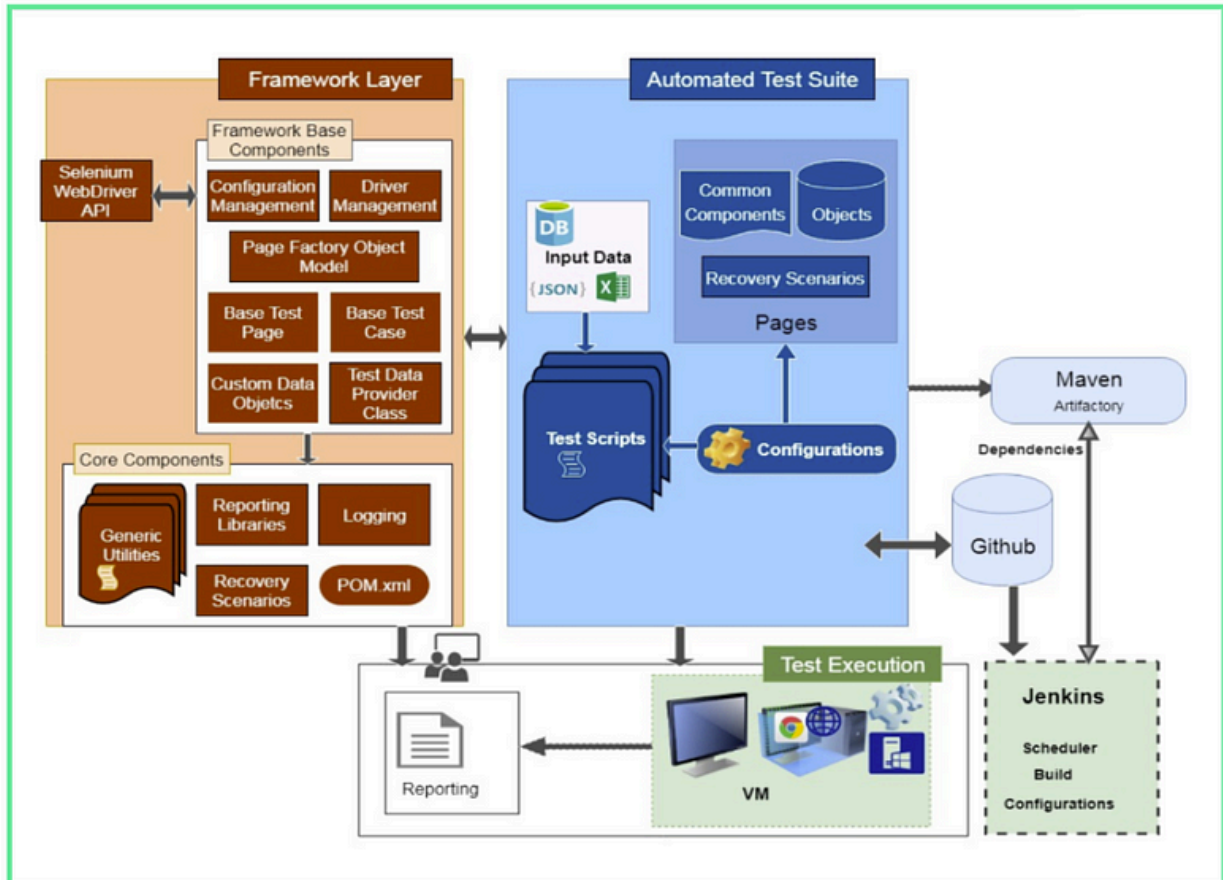 Framework Layer
Framework Base
Components
Selenium
WebDriver
API
Configuration
Management
Driver
Management
Page Factory Object
Model
Base Test
Page
Base Test
Case
Custom Data
Objetcs
Test Data
Provider
Class
Core Components
Generic
Utilities
Reporting
Libraries
Logging
Recovery
Scenarios
POM.xml
Automated Test Suite
DB
Input Data
{JSON}
X
Common
Components
Objects
Recovery Scenarios
Pages
Test Scripts
Configurations
Maven
Artifactory
Dependencies
Github
Test Execution
Reporting
VM
Jenkins
Scheduler
Build
Configurations